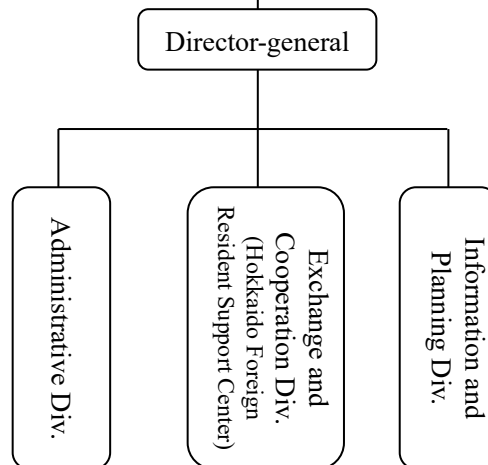 Director-general
Administrative Div.
Exchange and
Cooperation Div.
(Hokkaido Foreign
Resident Support Center)
Information and
Planning Div.